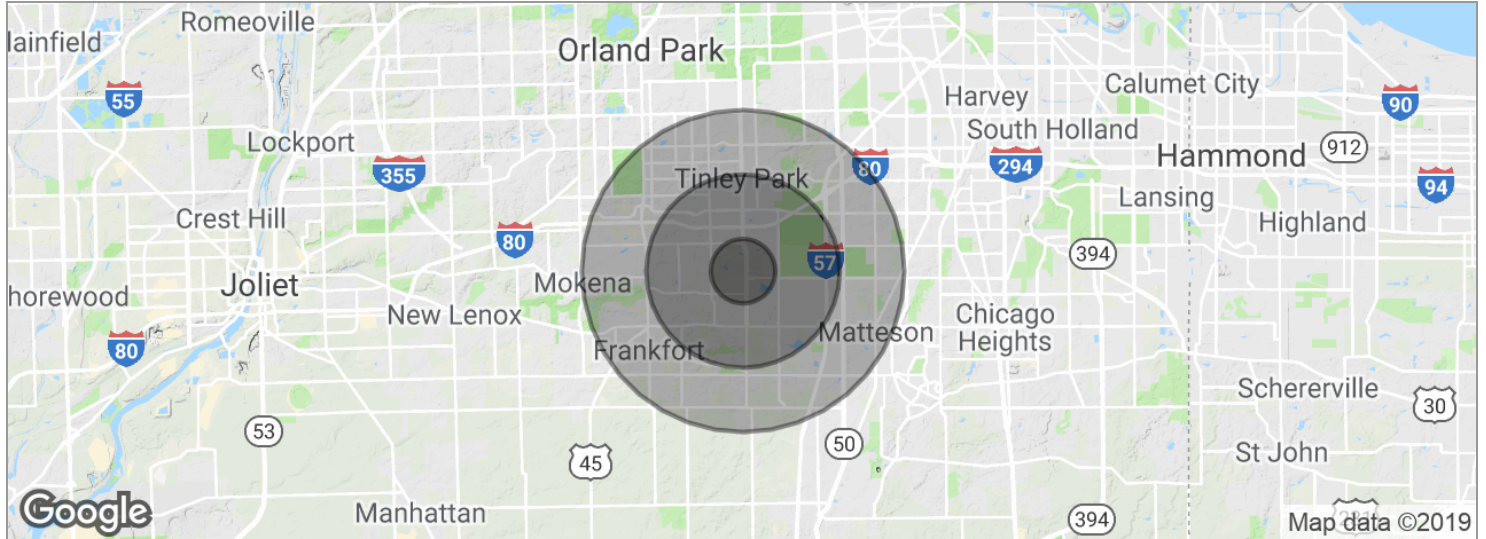 Romeoville
lainfield
Orland Park
55
Calumet City
90
Harvey
South Holland
Lockport
912
Hammond
355
80
294
Tinley Park
94
Lansing
Crest Hill
Highland
80
57
394
Mokena
Joliet
horewood
New Lenox
Chicago
Heights
Matteson
80
Frankfort
Schererville
30
53
50
St John
45
Google
Manhattan
394
Map data ©2019